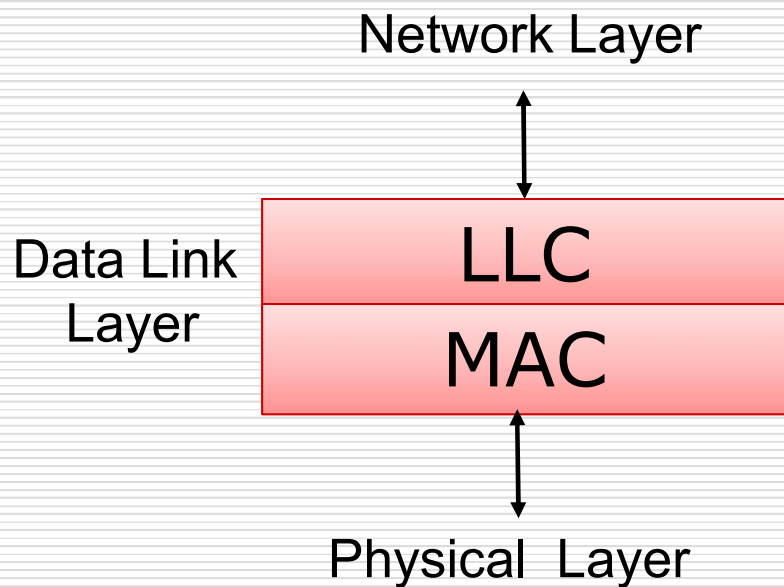 Network Layer
LLC
Data Link
Layer
MAC
Physical Layer